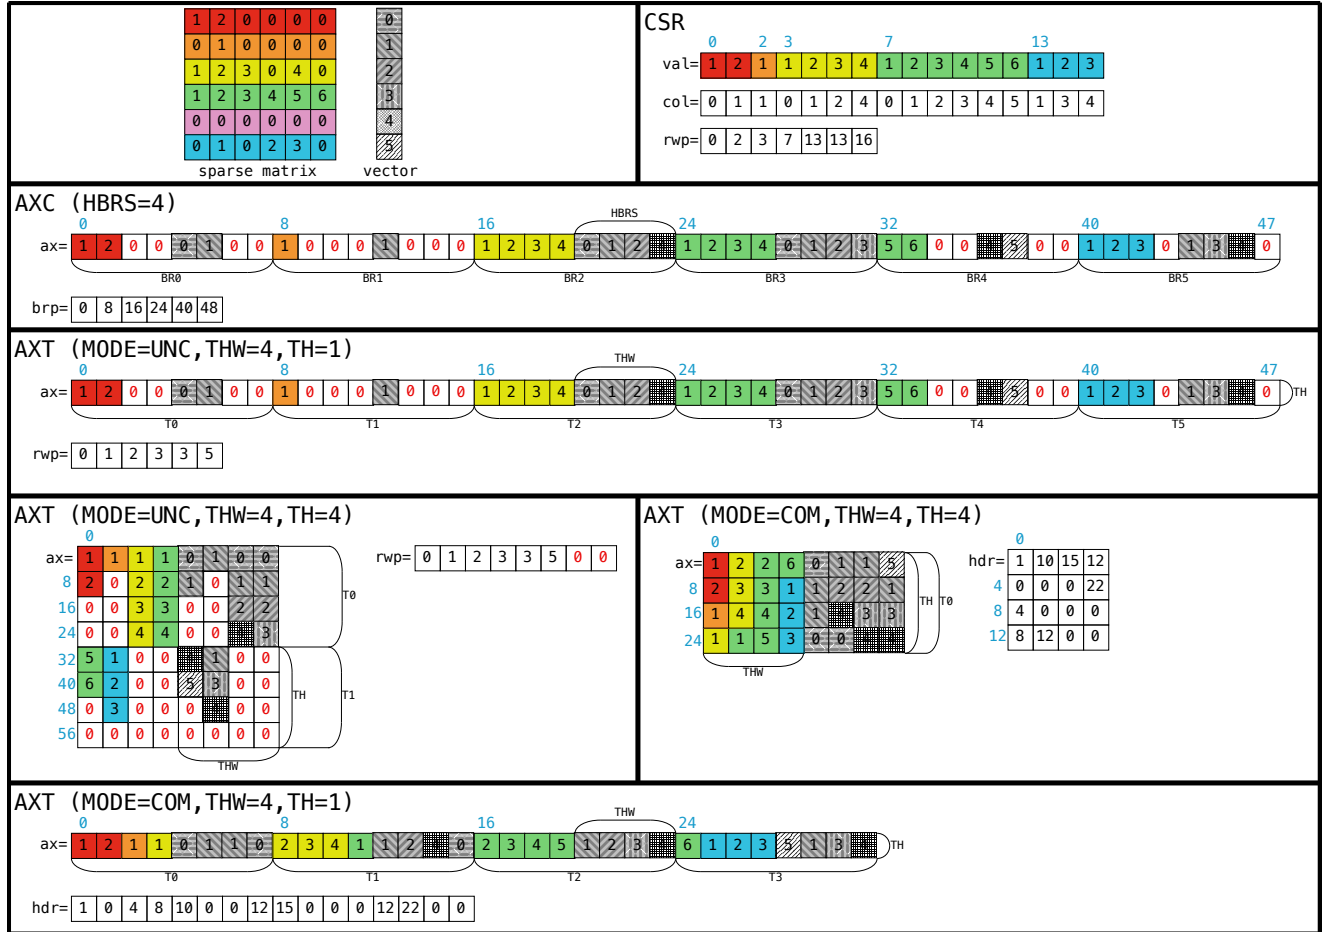 1 2 0 0 0 0 0
0 1 0 0 0 0 1
1 2 3 0 4 0 2
1 2 3 4 5 6 3
0 0 0 0 0 0 4
0 1 0 2 3 0 5
sparse matrix vector
CSR
0 2 3 7 13
val= 1 2 1 1 2 3 4 1 2 3 4 5 6 1 2 3
col= 0 1 1 0 1 2 4 0 1 2 3 4 5 1 3 4
rwp= 0 2 3 7 13 13 16
AXC (HBRS=4)
HBRS
0 8 16 24 32 40 47
ax= 1 2 0 0 0 1 0 0 1 0 0 0 1 0 0 0 1 2 3 4 0 1 2 1 2 3 4 0 1 2 3 5 6 0 0 5 0 0 1 2 3 0 1 3 0
BR0 BR1 BR2 BR3 BR4 BR5
brp= 0 8 16 24 40 48
AXT (MODE=UNC,THW=4,TH=1)
THW
0 8 16 24 32 40 47
ax= 1 2 0 0 0 1 0 0 1 0 0 0 1 0 0 0 1 2 3 4 0 1 2 1 2 3 4 0 1 2 3 5 6 0 0 5 0 0 1 2 3 0 1 3 0 TH
T0 T1 T2 T3 T4 T5
rwp= 0 1 2 3 3 5
AXT (MODE=UNC,THW=4,TH=4)
0
ax= 1 1 1 1 0 1 0 0
8 2 0 2 2 1 0 1 1
16 0 0 3 3 0 0 2 2
24 0 0 4 4 0 0 3
T0
32 5 1 0 0 1 0 0
40 6 2 0 0 5 3 0 0
48 0 3 0 0 0 0 0
56 0 0 0 0 0 0 0 0
TH T1
THW
rwp= 0 1 2 3 3 5 0 0
AXT (MODE=COM,THW=4,TH=4)
0
ax= 1 2 2 6 0 1 1 5
8 2 3 3 1 1 2 2 1
16 1 4 4 2 1 3 3
24 1 1 5 3 0 0
TH T0
THW
0
hdr= 1 10 15 12
4 0 0 0 22
8 4 0 0 0
12 8 12 0 0
AXT (MODE=COM,THW=4,TH=1)
THW
0 8 16 24
ax= 1 2 1 1 0 1 1 0 2 3 4 1 1 2 0 2 3 4 5 1 2 3 6 1 2 3 5 1 3 TH
T0 T1 T2 T3
hdr= 1 0 4 8 10 0 0 12 15 0 0 0 12 22 0 0